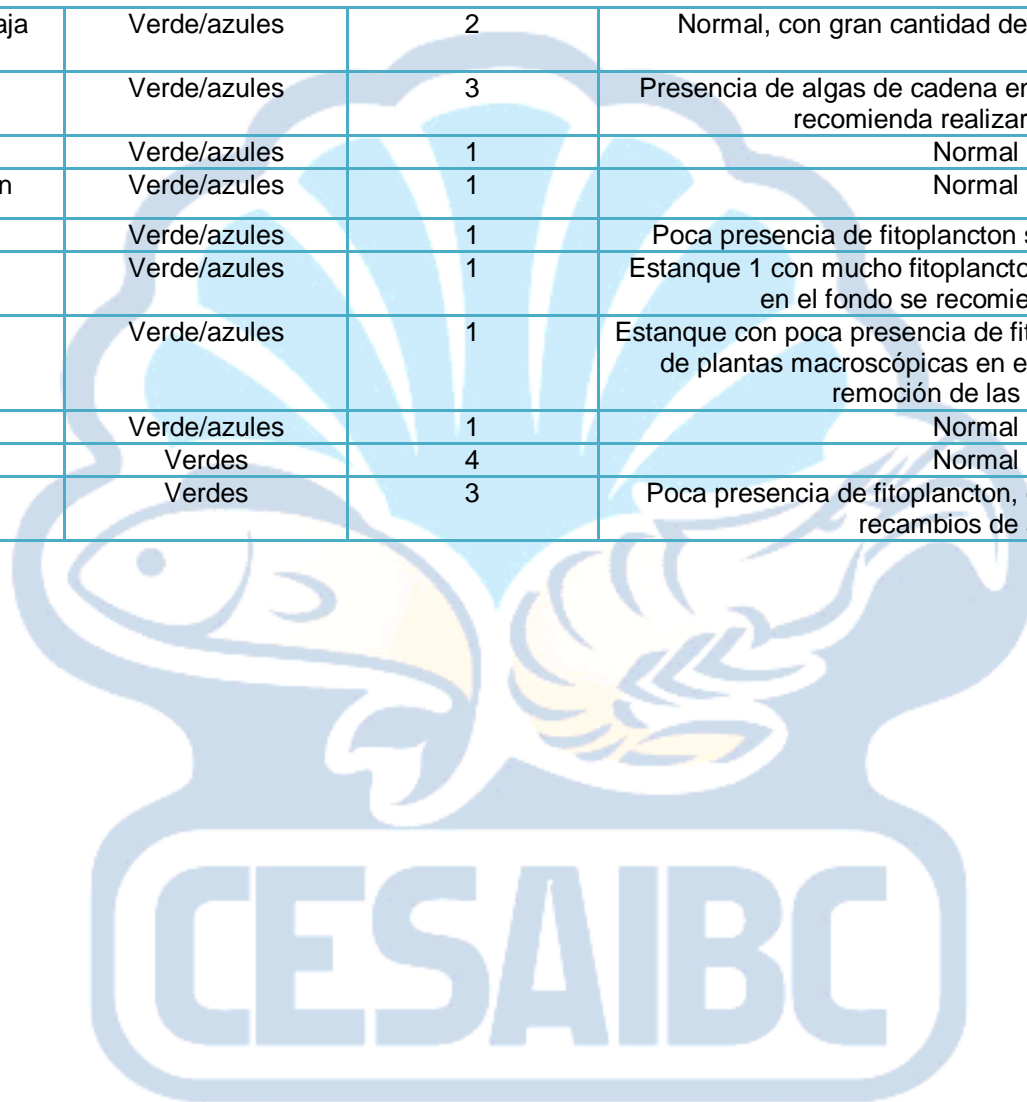 aja Verde/azules 2 Normal, con gran cantidad de
Verde/azules 3 Presencia de algas de cadena en
recomienda realizar
Verde/azules 1 Normal
n Verde/azules 1 Normal
Verde/azules 1 Poca presencia de fitoplancton s
Verde/azules 1 Estanque 1 con mucho fitoplancto
en el fondo se recomie
Verde/azules 1 Estanque con poca presencia de fit
de plantas macroscópicas en e
remoción de las
Verde/azules 1 Normal
Verdes 4 Normal
Verdes 3 Poca presencia de fitoplancton,
recambios de
CESAIBC